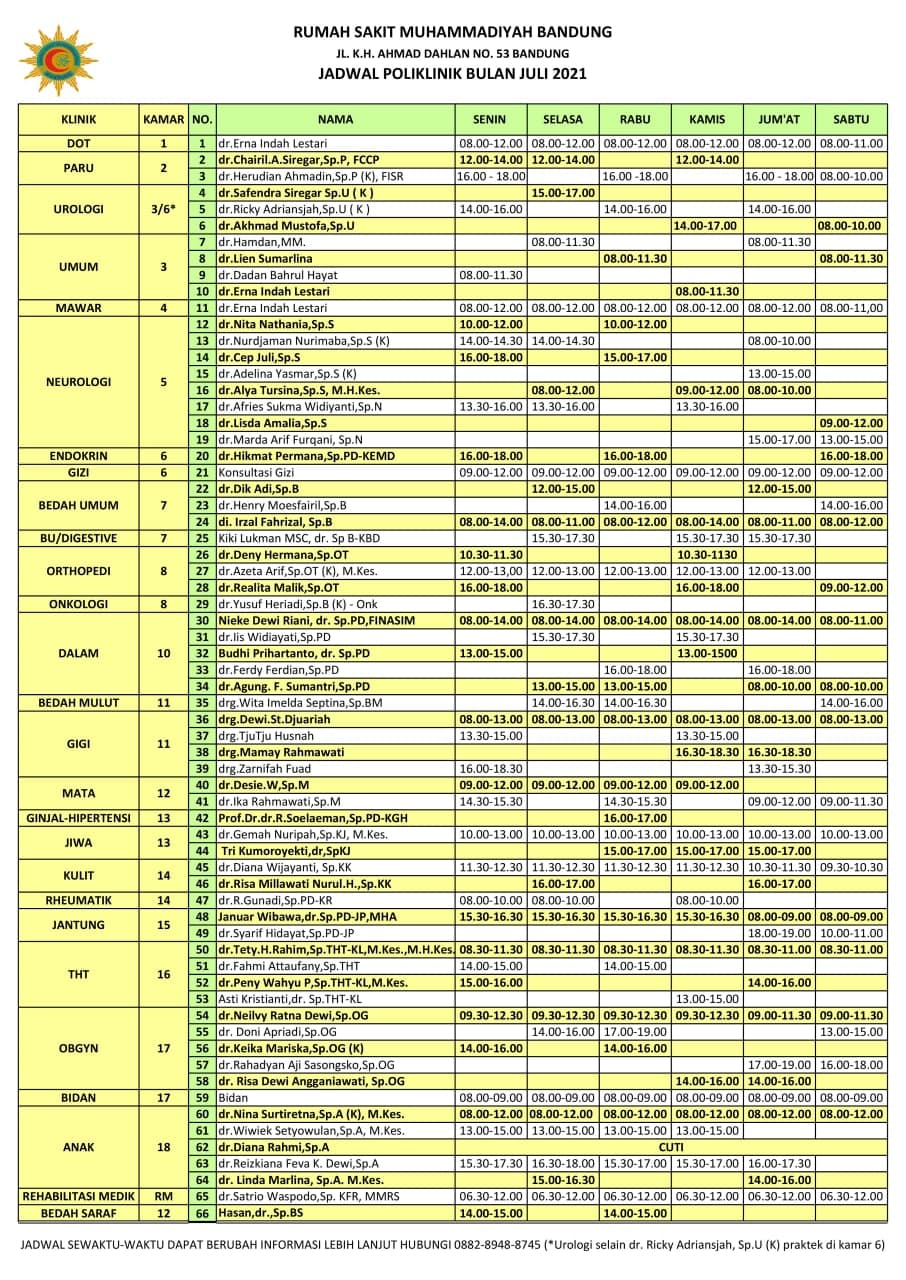 RUMAH SAKIT MUHAMMADIYAH BANDUNG
JL. K.H. AHMAD DAHLAN NO. 53 BANDUNG
JADWAL POLIKLINIK BULAN JULI 2021
KLINIK KAMAR NO. NAMA SENIN SELASA RABU KAMIS JUM'AT SABTU
DOT 1 1 dr.Erna Indah Lestari 08.00-12.00 08.00-12.00 08.00-12.00 08.00-12.00 08.00-12.00 08.00-11.00
PARU 2 2 dr.Chairil.A.Siregar,Sp.P, FCCP 12.00-14.00 12.00-14.00 12.00-14.00
3 dr.Herudian Ahmadin,Sp.P (K), FISR 16.00 - 18.00 16.00 -18.00 16.00 - 18.00 08.00-10.00
UROLOGI 3/6* 4 dr.Safendra Siregar Sp.U ( K ) 15.00-17.00
5 dr.Ricky Adriansjah,Sp.U ( K ) 14.00-16.00 14.00-16.00 14.00-16.00
6 dr.Akhmad Mustofa,Sp.U 14.00-17.00 08.00-10.00
UMUM 3 7 dr.Hamdan,MM. 08.00-11.30 08.00-11.30
8 dr.Lien Sumarlina 08.00-11.30 08.00-11.30
9 dr.Dadan Bahrul Hayat 08.00-11.30
10 dr.Erna Indah Lestari 08.00-11.30
MAWAR 4 11 dr.Erna Indah Lestari 08.00-12.00 08.00-12.00 08.00-12.00 08.00-12.00 08.00-12.00 08.00-11,00
NEUROLOGI 5 12 dr.Nita Nathania,Sp.S 10.00-12.00 10.00-12.00
13 dr.Nurdjaman Nurimaba,Sp.S (K) 14.00-14.30 14.00-14.30 08.00-10.00
14 dr.Cep Juli,Sp.S 16.00-18.00 15.00-17.00
15 dr.Adelina Yasmar,Sp.S (K) 13.00-15.00
16 dr.Alya Tursina,Sp.S, M.H.Kes. 08.00-12.00 09.00-12.00 08.00-10.00
17 dr.Afries Sukma Widiyanti,Sp.N 13.30-16.00 13.30-16.00 13.30-16.00
18 dr.Lisda Amalia,Sp.S 09.00-12.00
19 dr.Marda Arif Furqani, Sp.N 15.00-17.00 13.00-15.00
ENDOKRIN 6 20 dr.Hikmat Permana,Sp.PD-KEMD 16.00-18.00 16.00-18.00 16.00-18.00
GIZI 6 21 Konsultasi Gizi 09.00-12.00 09.00-12.00 09.00-12.00 09.00-12.00 09.00-12.00 09.00-12.00
BEDAH UMUM 7 22 dr.Dik Adi,Sp.B 12.00-15.00 12.00-15.00
23 dr.Henry Moesfairil,Sp.B 14.00-16.00 14.00-16.00
24 di. Irzal Fahrizal, Sp.B 08.00-14.00 08.00-11.00 08.00-12.00 08.00-14.00 08.00-11.00 08.00-12.00
BU/DIGESTIVE 7 25 Kiki Lukman MSC, dr. Sp B-KBD 15.30-17.30 15.30-17.30 15.30-17.30
ORTHOPEDI 8 26 dr.Deny Hermana,Sp.OT 10.30-11.30 10.30-1130
27 dr.Azeta Arif,Sp.OT (K), M.Kes. 12.00-13,00 12.00-13.00 12.00-13.00 12.00-13.00 12.00-13.00
28 dr.Realita Malik,Sp.OT 16.00-18.00 16.00-18.00 09.00-12.00
ONKOLOGI 8 29 dr.Yusuf Heriadi,Sp.B (K) - Onk 16.30-17.30
DALAM 10 30 Nieke Dewi Riani, dr. Sp.PD,FINASIM 08.00-14.00 08.00-14.00 08.00-14.00 08.00-14.00 08.00-14.00 08.00-11.00
31 dr.Iis Widiayati,Sp.PD 15.30-17.30 15.30-17.30
32 Budhi Prihartanto, dr. Sp.PD 13.00-15.00 13.00-1500
33 dr.Ferdy Ferdian,Sp.PD 16.00-18.00 16.00-18.00
34 dr.Agung. F. Sumantri,Sp.PD 13.00-15.00 13.00-15.00 08.00-10.00 08.00-10.00
BEDAH MULUT 11 35 drg.Wita Imelda Septina,Sp.BM 14.00-16.30 14.00-16.30 14.00-16.00
GIGI 11 36 drg.Dewi.St.Djuariah 08.00-13.00 08.00-13.00 08.00-13.00 08.00-13.00 08.00-13.00 08.00-13.00
37 drg.TjuTju Husnah 13.30-15.00 13.30-15.00
38 drg.Mamay Rahmawati 16.30-18.30 16.30-18.30
39 drg.Zarnifah Fuad 16.00-18.30 13.30-15.30
MATA 12 40 dr.Desie.W,Sp.M 09.00-12.00 09.00-12.00 09.00-12.00 09.00-12.00
41 dr.Ika Rahmawati,Sp.M 14.30-15.30 14.30-15.30 09.00-12.00 09.00-11.30
GINJAL-HIPERTENSI 13 42 Prof.Dr.dr.R.Soelaeman,Sp.PD-KGH 16.00-17.00
JIWA 13 43 dr.Gemah Nuripah,Sp.KJ, M.Kes. 10.00-13.00 10.00-13.00 10.00-13.00 10.00-13.00 10.00-13.00 10.00-13.00
44 Tri Kumoroyekti,dr,SpKJ 15.00-17.00 15.00-17.00 15.00-17.00
KULIT 14 45 dr.Diana Wijayanti, Sp.KK 11.30-12.30 11.30-12.30 11.30-12.30 11.30-12.30 10.30-11.30 09.30-10.30
46 dr.Risa Millawati Nurul.H.,Sp.KK 16.00-17.00 16.00-17.00
RHEUMATIK 14 47 dr.R.Gunadi,Sp.PD-KR 08.00-10.00 08.00-10.00 08.00-10.00
JANTUNG 15 48 Januar Wibawa,dr.Sp.PD-JP,MHA 15.30-16.30 15.30-16.30 15.30-16.30 15.30-16.30 08.00-09.00 08.00-09.00
49 dr.Syarif Hidayat,Sp.PD-JP 18.00-19.00 10.00-11.00
THT 16 50 dr.Tety.H.Rahim,Sp.THT-KL,M.Kes.,M.H.Kes. 08.30-11.30 08.30-11.30 08.30-11.30 08.30-11.30 08.30-11.00 08.30-11.00
51 dr.Fahmi Attaufany,Sp.THT 14.00-15.00 14.00-15.00
52 dr.Peny Wahyu P,Sp.THT-KL,M.Kes. 15.00-16.00 14.00-16.00
53 Asti Kristianti,dr. Sp.THT-KL 13.00-15.00
OBGYN 17 54 dr.Neilvy Ratna Dewi,Sp.OG 09.30-12.30 09.30-12.30 09.30-12.30 09.30-12.30 09.00-11.30 09.00-11.30
55 dr. Doni Apriadi,Sp.OG 14.00-16.00 17.00-19.00 13.00-15.00
56 dr.Keika Mariska,Sp.OG (K) 14.00-16.00 14.00-16.00
57 dr.Rahadyan Aji Sasongsko,Sp.OG 17.00-19.00 16.00-18.00
58 dr. Risa Dewi Angganiawati, Sp.OG 14.00-16.00 14.00-16.00
BIDAN 17 59 Bidan 08.00-09.00 08.00-09.00 08.00-09.00 08.00-09.00 08.00-09.00 08.00-09.00
ANAK 18 60 dr.Nina Surtiretna,Sp.A (K), M.Kes. 08.00-12.00 08.00-12.00 08.00-12.00 08.00-12.00 08.00-12.00 08.00-12.00
61 dr.Wiwiek Setyowulan,Sp.A, M.Kes. 13.00-15.00 13.00-15.00 13.00-15.00 13.00-15.00
62 dr.Diana Rahmi,Sp.A CUTI
63 dr.Reizkiana Feva K. Dewi,Sp.A 15.30-17.30 16.30-18.00 15.30-17.00 15.30-17.00 16.00-17.30
64 dr. Linda Marlina, Sp.A. M.Kes. 15.00-16.30 14.00-16.00
REHABILITASI MEDIK RM 65 dr.Satrio Waspodo,Sp. KFR, MMRS 06.30-12.00 06.30-12.00 06.30-12.00 06.30-12.00 06.30-12.00 06.30-12.00
BEDAH SARAF 12 66 Hasan,dr.,Sp.BS 14.00-15.00 14.00-15.00
JADWAL SEWAKTU-WAKTU DAPAT BERUBAH INFORMASI LEBIH LANJUT HUBUNGI 0882-8948-8745 (*Urologi selain dr. Ricky Adriansjah, Sp.U (K) praktek di kamar 6)